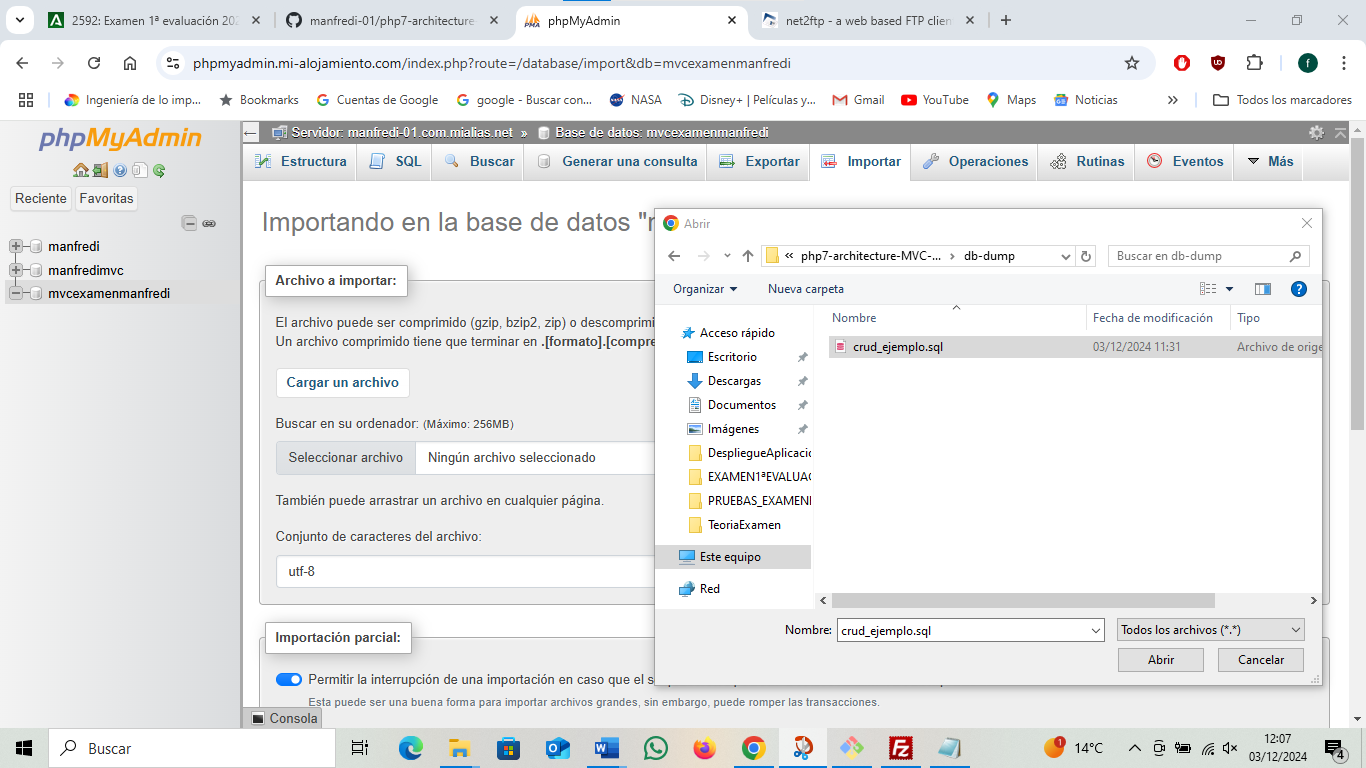 2592: Examen 1ª evaluación 202
manfredi-01/php7-architecture-
phpMyAdmin
net2ftp - a web based FTP clien
phpmyadmin.mi-alojamiento.com/index.php?route=/database/import&db=mvcexamenmanfredi
Ingeniería de lo imp...
Bookmarks
Cuentas de Google
google - Buscar con...
NASA
Disney+ | Películas y...
Gmail
YouTube
Maps
Noticias
»
Todos los marcadores
phpMyAdmin
Reciente
Favoritas
manfredi
manfredimvc
mvcexamenmanfredi
Servidor: manfredi-01.com.mialias.net » Base de datos: mvcexamenmanfredi
Estructura
SQL
Buscar
Generar una consulta
Exportar
Importar
Operaciones
Rutinas
Eventos
Más
Importando en la base de datos "
Archivo a importar:
El archivo puede ser comprimido (gzip, bzip2, zip) o descomprimi
Un archivo comprimido tiene que terminar en .[formato].[compre
Cargar un archivo
Buscar en su ordenador: (Máximo: 256MB)
Seleccionar archivo
Ningún archivo seleccionado
También puede arrastrar un archivo en cualquier página.
Conjunto de caracteres del archivo:
utf-8
Importación parcial:
Permitir la interrupción de una importación en caso que el s
Esta puede ser una buena forma para importar archivos grandes, sin embargo, puede romper las transacciones.
Consola
Abrir
« php7-architecture-MVC-... › db-dump
Buscar en db-dump
Organizar
Nueva carpeta
Nombre
Fecha de modificación
Tipo
crud_ejemplo.sql
03/12/2024 11:31
Archivo de orige
Acceso rápido
Escritorio
Descargas
Documentos
Imágenes
DespliegueAplicacio
EXAMEN1ªEVALUAC
PRUEBAS_EXAMEN
TeoriaExamen
Este equipo
Red
Nombre:
crud_ejemplo.sql
Todos los archivos (*.*)
Abrir
Cancelar
Buscar
14°C
12:07
03/12/2024
4